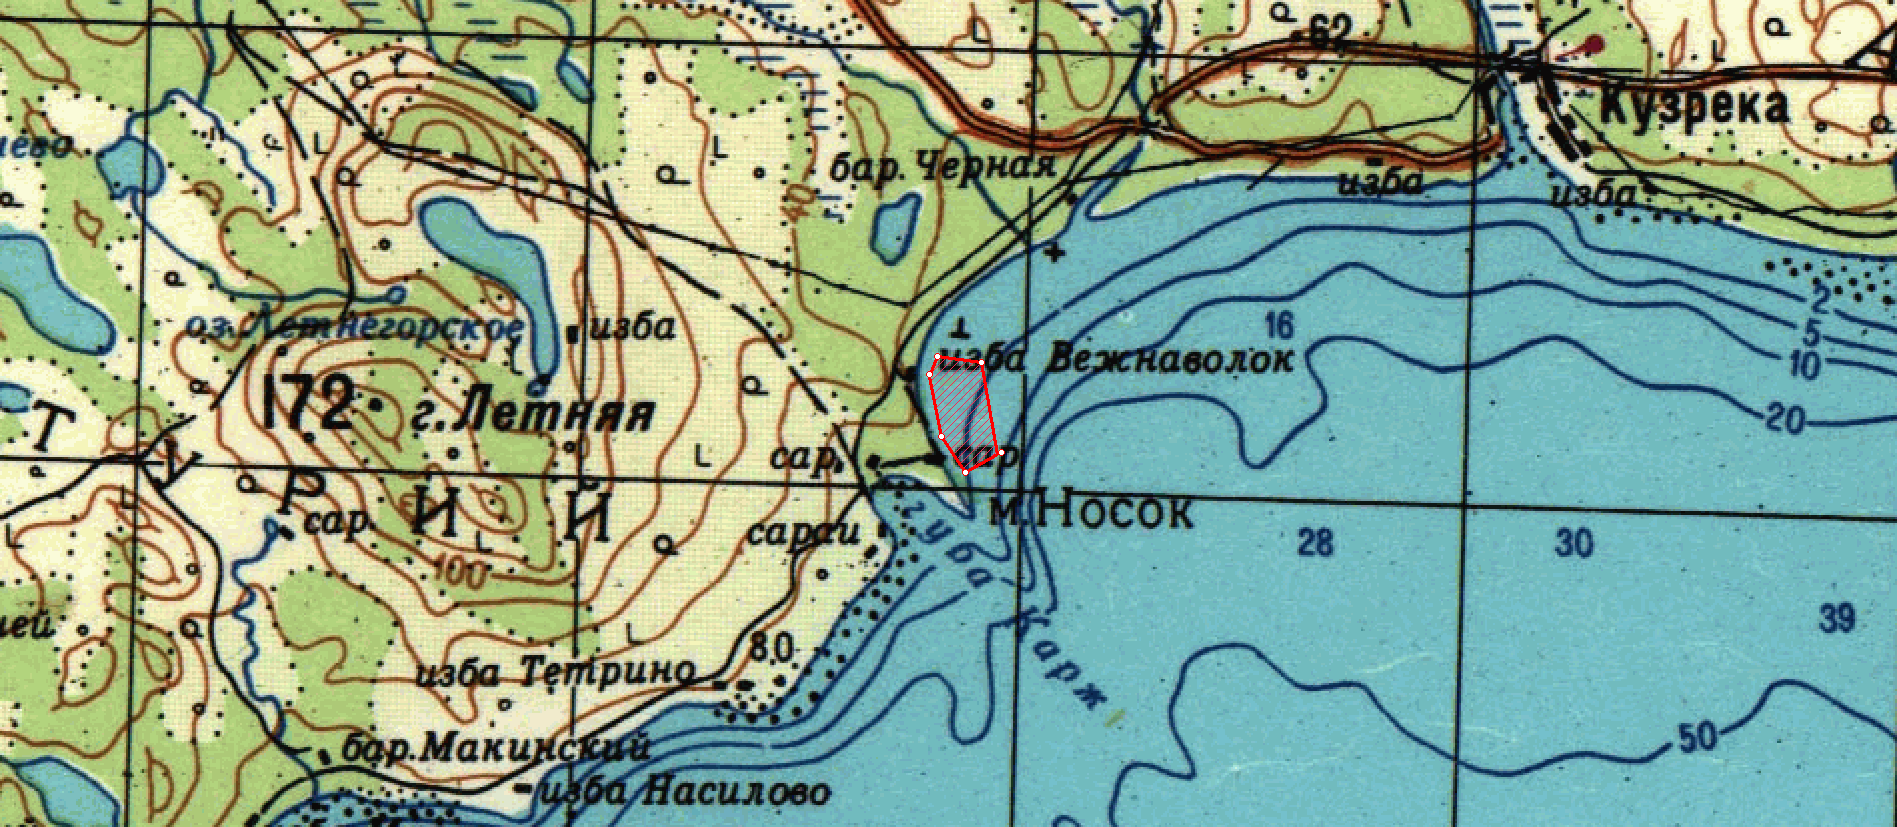 62
Кузрека
бар. Черная
изба
изба
40
оз. Летнегорское
изба
2
5
10
16
изба Вежнаволок
172
г. Летняя
20
Т
У
Р
И
И
сар.
сар
сар.
м. Носок
сараи
губа Карж
28
30
100
39
8,0
изба Тетрино
50
бар. Макинский
изба Насилово